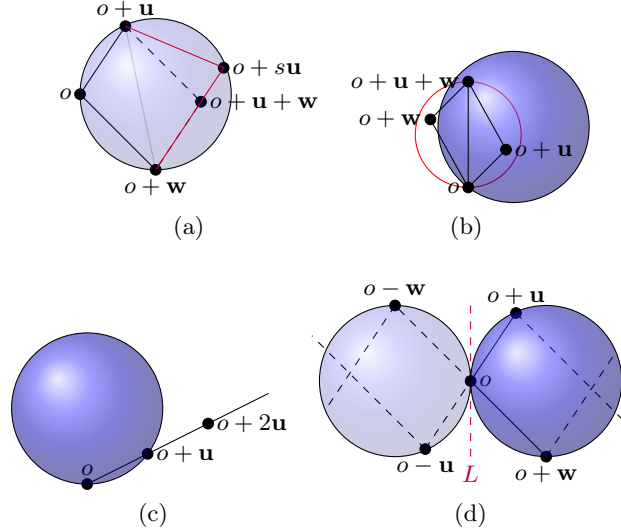 o + u
o + su
o
o + u + w
o + w
(a)
o + u + w
o + w
o + u
o
(b)
o + 2u
o + u
o
(c)
o − w
o + u
o
o − u
o + w
L
(d)